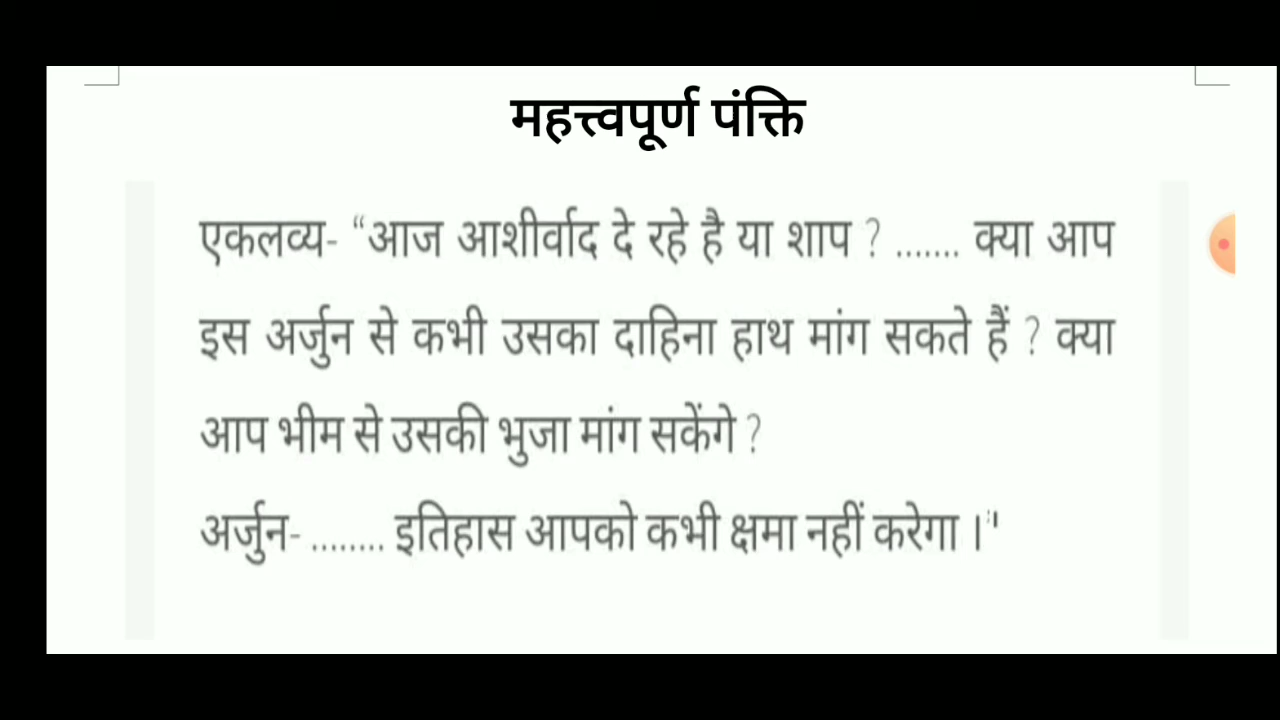 महत्त्वपूर्ण पंक्ति
एकलव्य- “आज आशीर्वाद दे रहे है या शाप ? ....... क्या आप
इस अर्जुन से कभी उसका दाहिना हाथ मांग सकते हैं ? क्या
आप भीम से उसकी भुजा मांग सकेंगे ?
अर्जुन- ........ इतिहास आपको कभी क्षमा नहीं करेगा ।"'